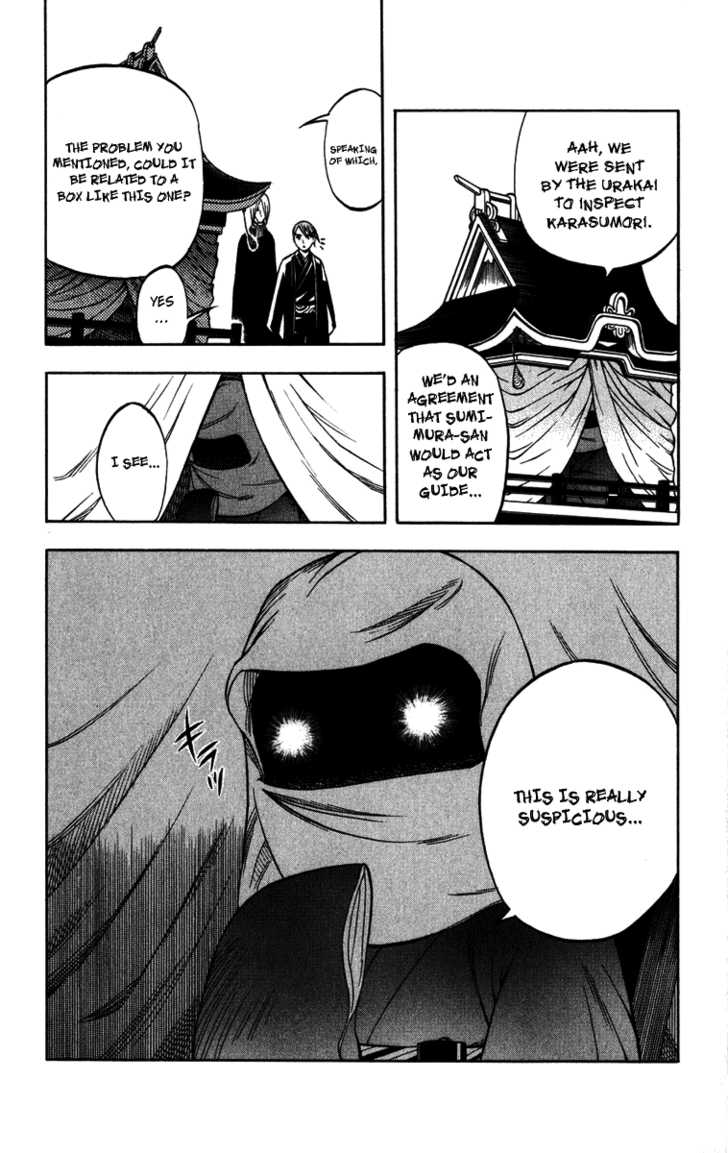 AAH, WE
WERE SENT
BY THE URAKAI
TO INSPECT
KARASUMORI.
WE'D AN
AGREEMENT
THAT SUMI-
MURA-SAN
WOULD ACT
AS OUR
GUIDE...
SPEAKING
OF WHICH,
THE PROBLEM YOU
MENTIONED, COULD IT
BE RELATED TO A
BOX LIKE THIS ONE?
YES
...
I SEE...
THIS IS REALLY
SUSPICIOUS...
キラッ